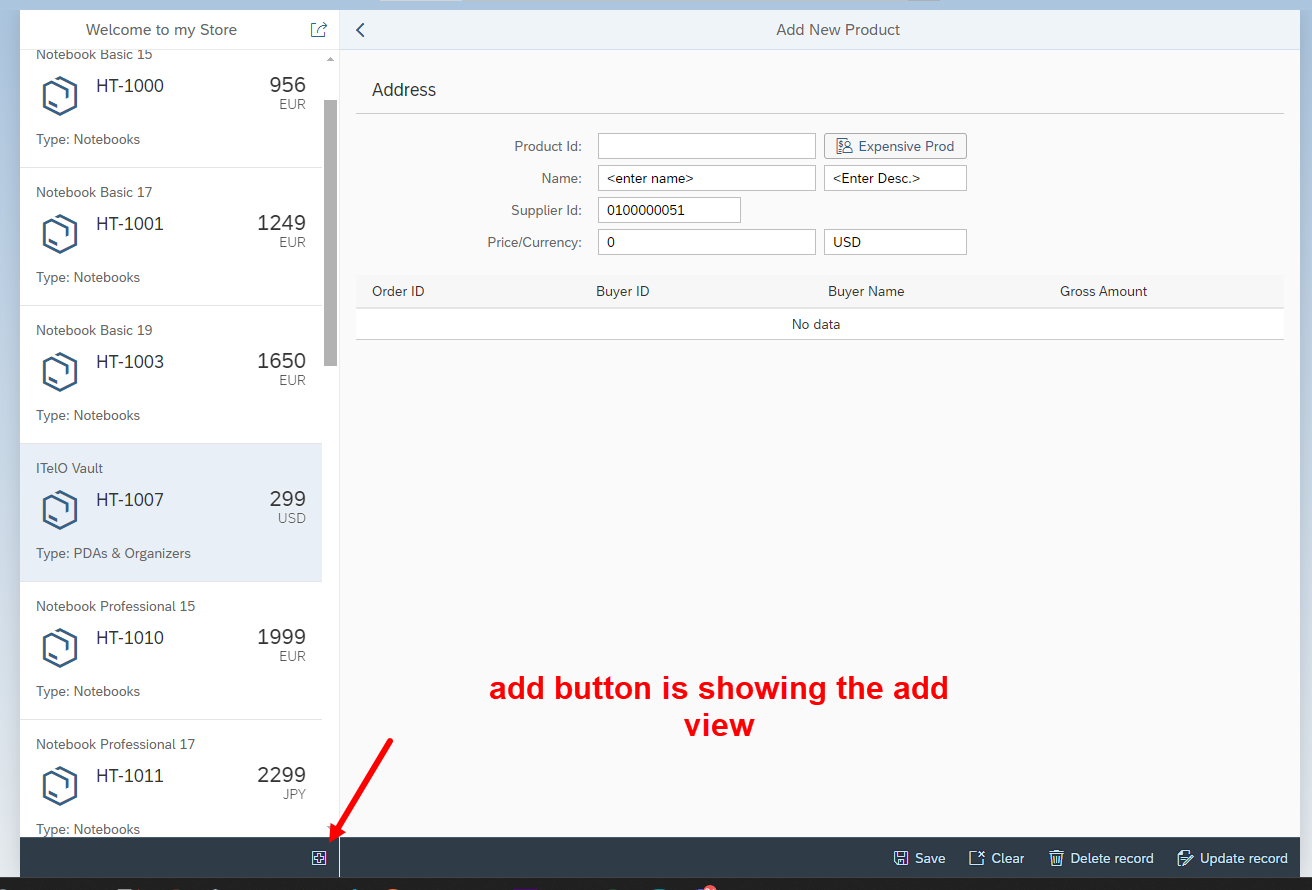 Welcome to my Store
Notebook Basic 15
HT-1000 956
EUR
Type: Notebooks
Notebook Basic 17
HT-1001 1249
EUR
Type: Notebooks
Notebook Basic 19
HT-1003 1650
EUR
Type: Notebooks
ITelO Vault
HT-1007 299
USD
Type: PDAs & Organizers
Notebook Professional 15
HT-1010 1999
EUR
Type: Notebooks
Notebook Professional 17
HT-1011 2299
JPY
Type: Notebooks
Add New Product
Address
Product Id: Expensive Prod
Name: <enter name> <Enter Desc.>
Supplier Id: 0100000051
Price/Currency: 0 USD
Order ID Buyer ID Buyer Name Gross Amount
No data
add button is showing the add
view
Save Clear Delete record Update record